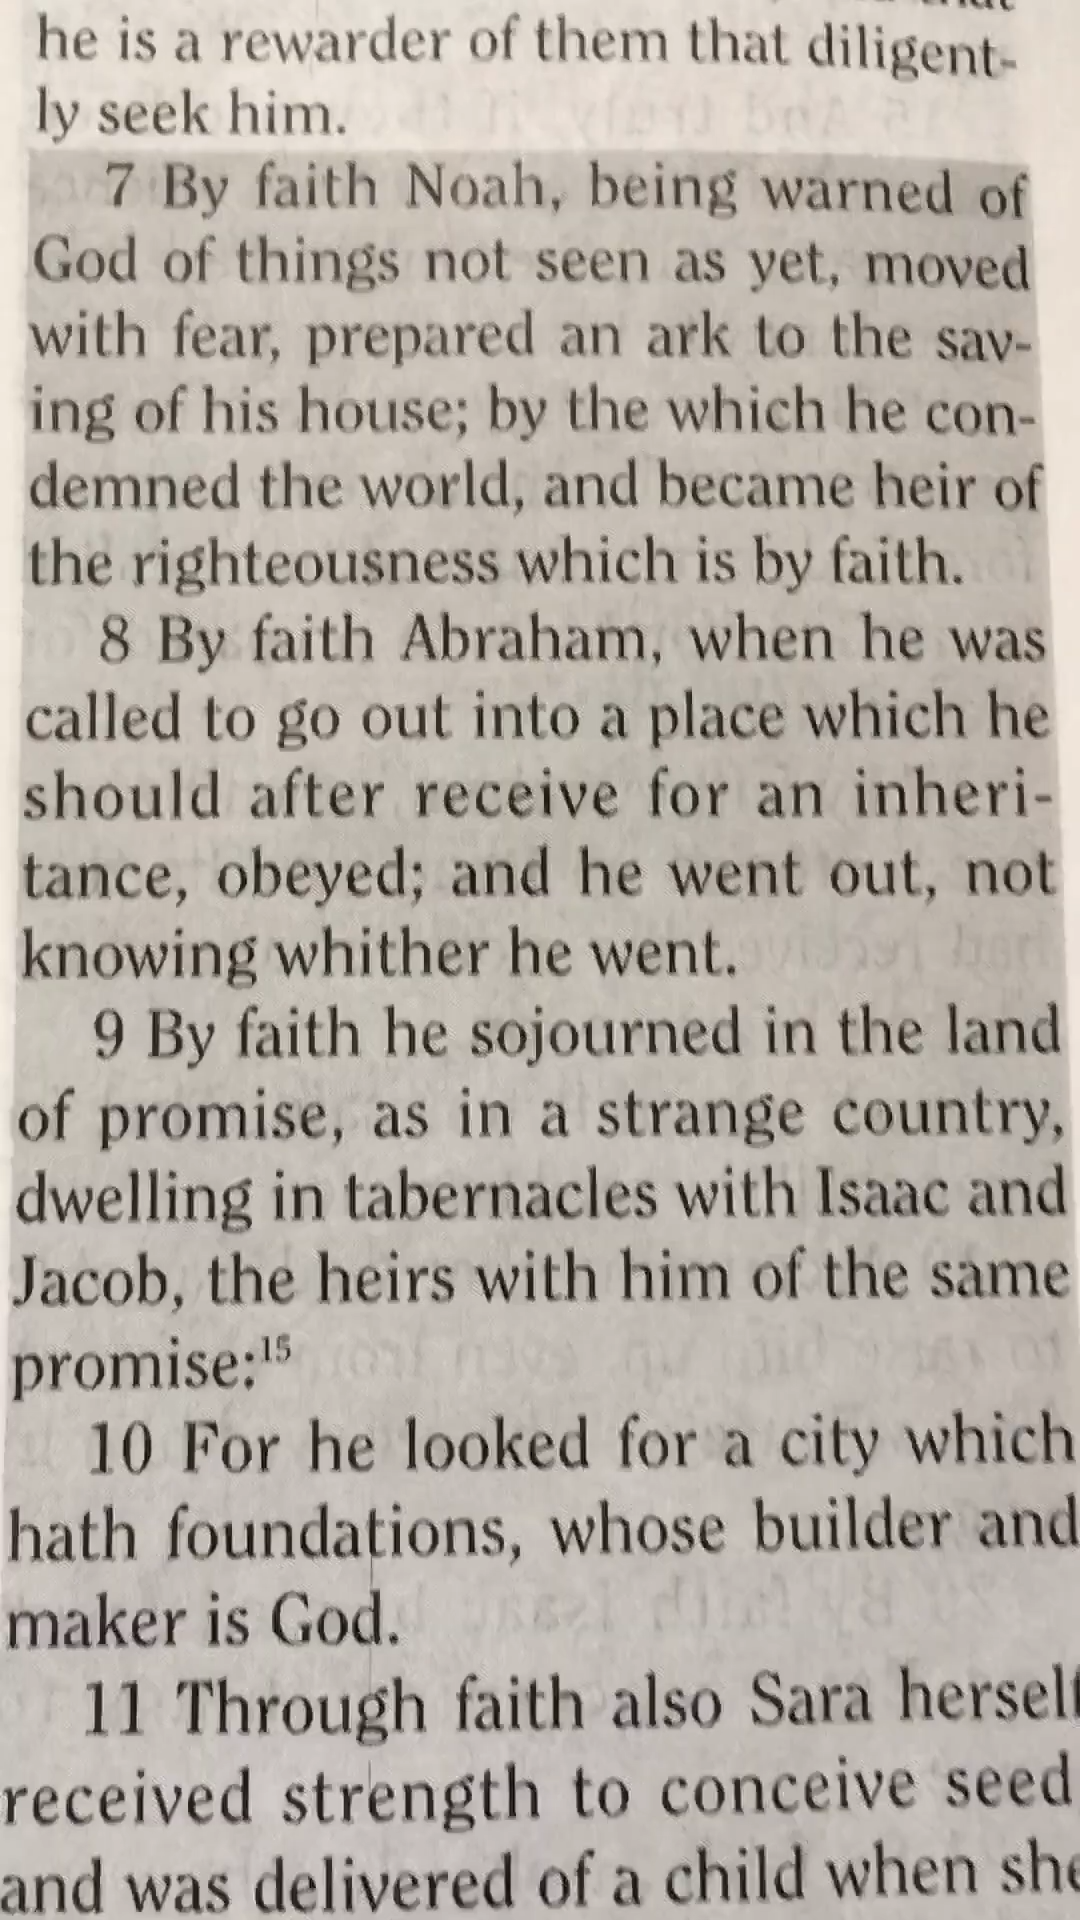 he is a rewarder of them that diligent-
ly seek him.
7 By faith Noah, being warned of
God of things not seen as yet, moved
with fear, prepared an ark to the sav-
ing of his house; by the which he con-
demned the world, and became heir of
the righteousness which is by faith.
8 By faith Abraham, when he was
called to go out into a place which he
should after receive for an inheri-
tance, obeyed; and he went out, not
knowing whither he went.
9 By faith he sojourned in the land
of promise, as in a strange country,
dwelling in tabernacles with Isaac and
Jacob, the heirs with him of the same
promise:¹⁵
10 For he looked for a city which
hath foundations, whose builder and
maker is God.
11 Through faith also Sara herself
received strength to conceive seed
and was delivered of a child when she